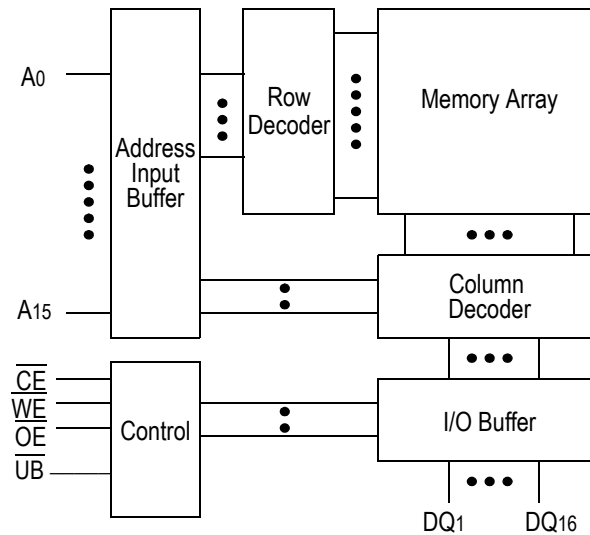 A0
A15
Address
Input
Buffer
Row
Decoder
Memory Array
Column
Decoder
CE
WE
OE
UB
Control
I/O Buffer
DQ1
DQ16